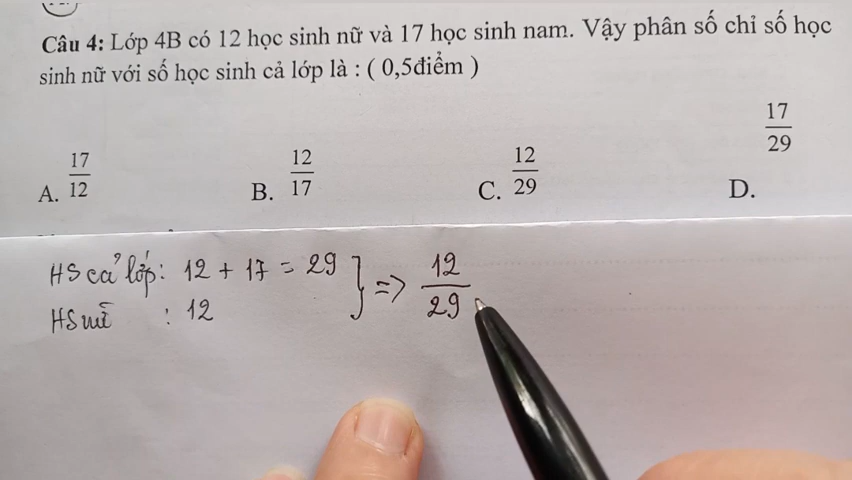 Câu 4: Lớp 4B có 12 học sinh nữ và 17 học sinh nam. Vậy phân số chỉ số học
sinh nữ với số học sinh cả lớp là : ( 0,5điểm )
A. 17/12 B. 12/17 C. 12/29 D. 17/29
HS cả lớp: 12 + 17 = 29 } => 12/29
HS nữ : 12